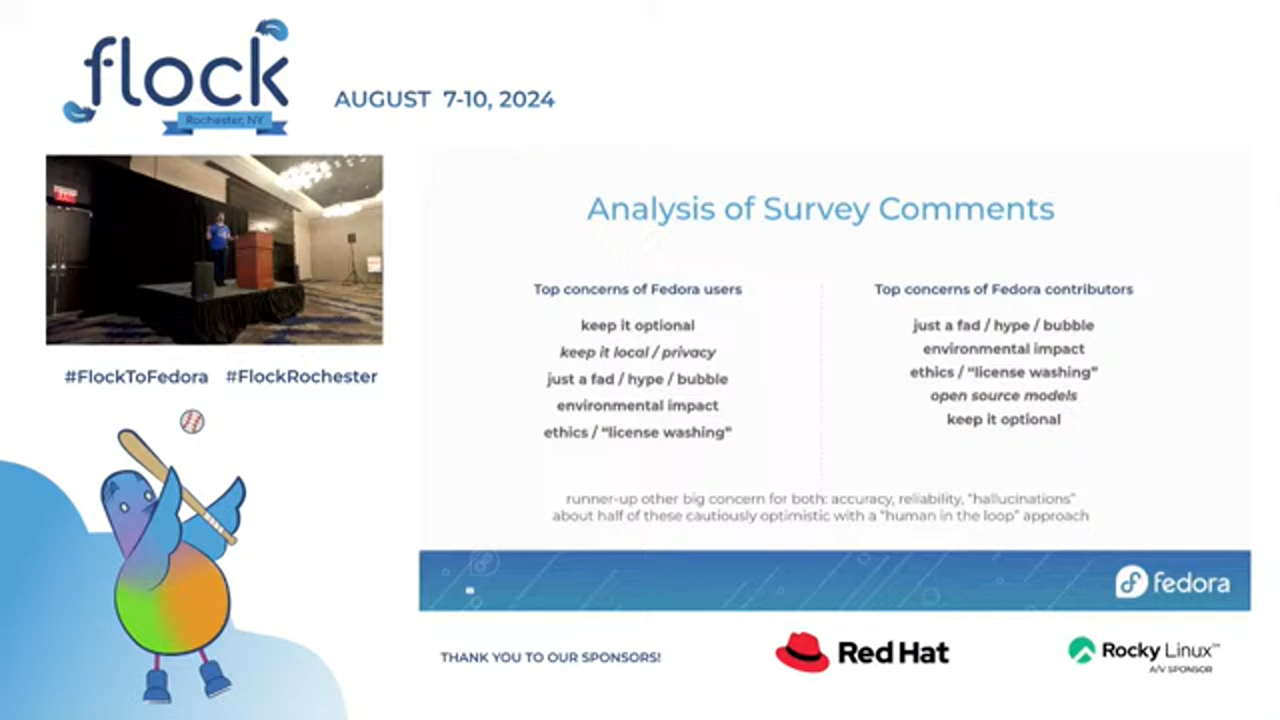 flock
Rochester, NY
AUGUST 7-10, 2024
#FlockToFedora #FlockRochester
Analysis of Survey Comments
Top concerns of Fedora users
keep it optional
keep it local / privacy
just a fad / hype / bubble
environmental impact
ethics / “license washing”
Top concerns of Fedora contributors
just a fad / hype / bubble
environmental impact
ethics / “license washing”
open source models
keep it optional
runner-up other big concern for both: accuracy, reliability, “hallucinations”
about half of these cautiously optimistic with a “human in the loop” approach
fedora
THANK YOU TO OUR SPONSORS!
Red Hat
Rocky Linux™
A/V SPONSOR